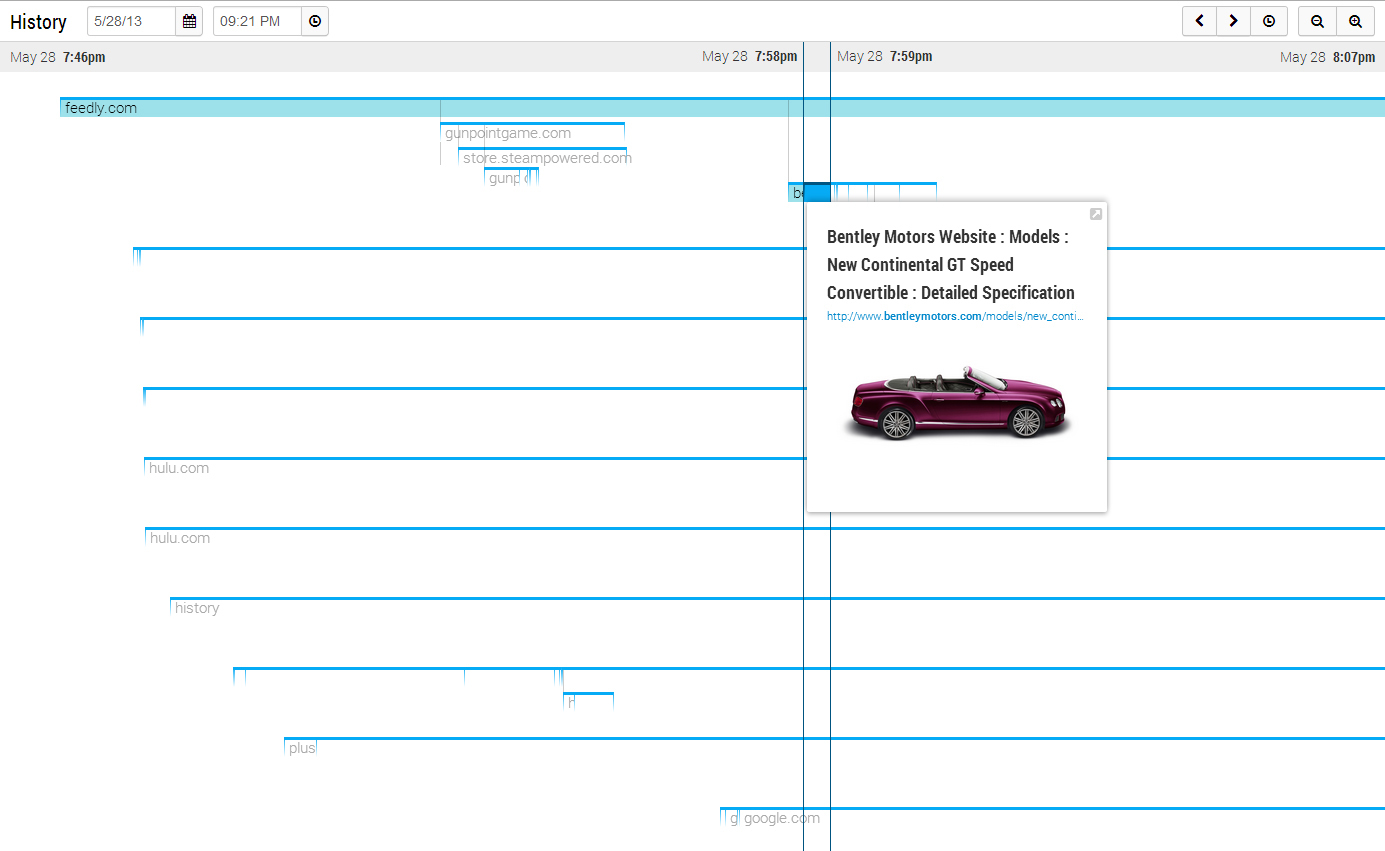 History 5/28/13 09:21 PM
May 28 7:46pm May 28 7:58pm May 28 7:59pm May 28 8:07pm
feedly.com
gunpointgame.com
store.steampowered.com
gunp
be
Bentley Motors Website : Models :
New Continental GT Speed
Convertible : Detailed Specification
http://www.bentleymotors.com/models/new_conti...
hulu.com
hulu.com
history
h
plus
g google.com